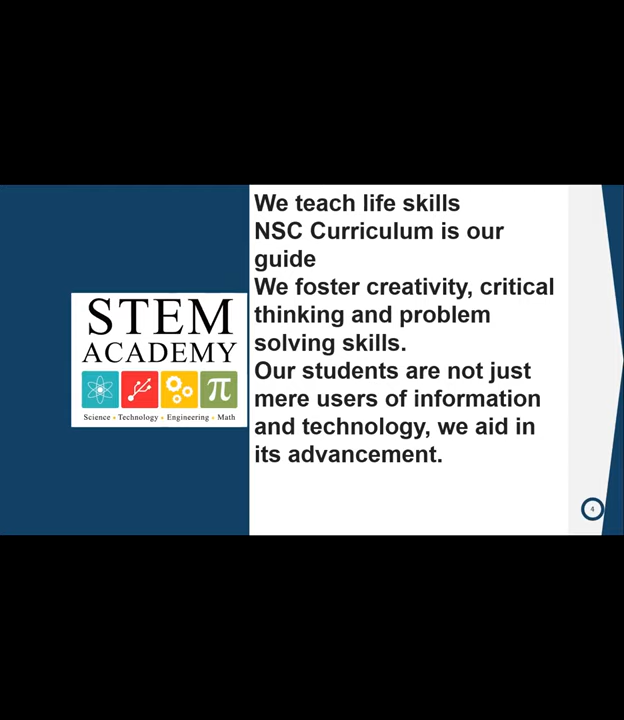 We teach life skills
NSC Curriculum is our
guide
We foster creativity, critical
thinking and problem
solving skills.
Our students are not just
mere users of information
and technology, we aid in
its advancement.
STEM
ACADEMY
π
Science • Technology • Engineering • Math
4